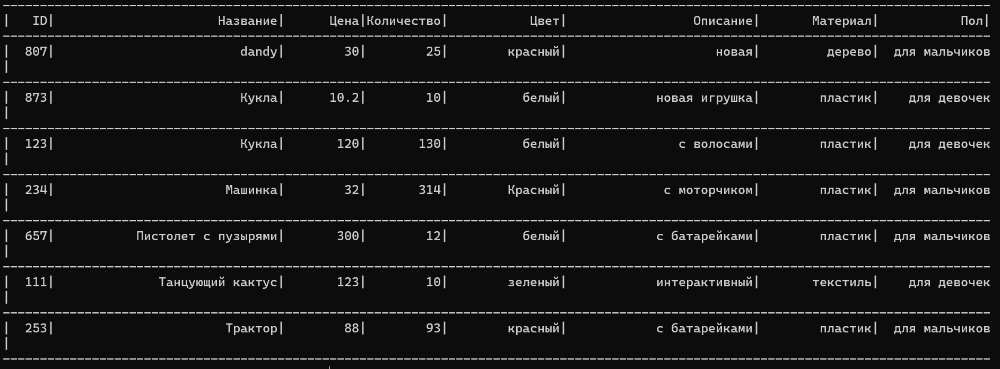 | ID| Название| Цена|Количество| Цвет| Описание| Материал| Пол|
| 807| dandy| 30| 25| красный| новая| дерево| для мальчиков
|
| 873| Кукла| 10.2| 10| белый| новая игрушка| пластик| для девочек
|
| 123| Кукла| 120| 130| белый| с волосами| пластик| для девочек
|
| 234| Машинка| 32| 314| Красный| с моторчиком| пластик| для мальчиков
|
| 657| Пистолет с пузырями| 300| 12| белый| с батарейками| пластик| для мальчиков
|
| 111| Танцующий кактус| 123| 10| зеленый| интерактивный| текстиль| для девочек
|
| 253| Трактор| 88| 93| красный| с батарейками| пластик| для мальчиков
|